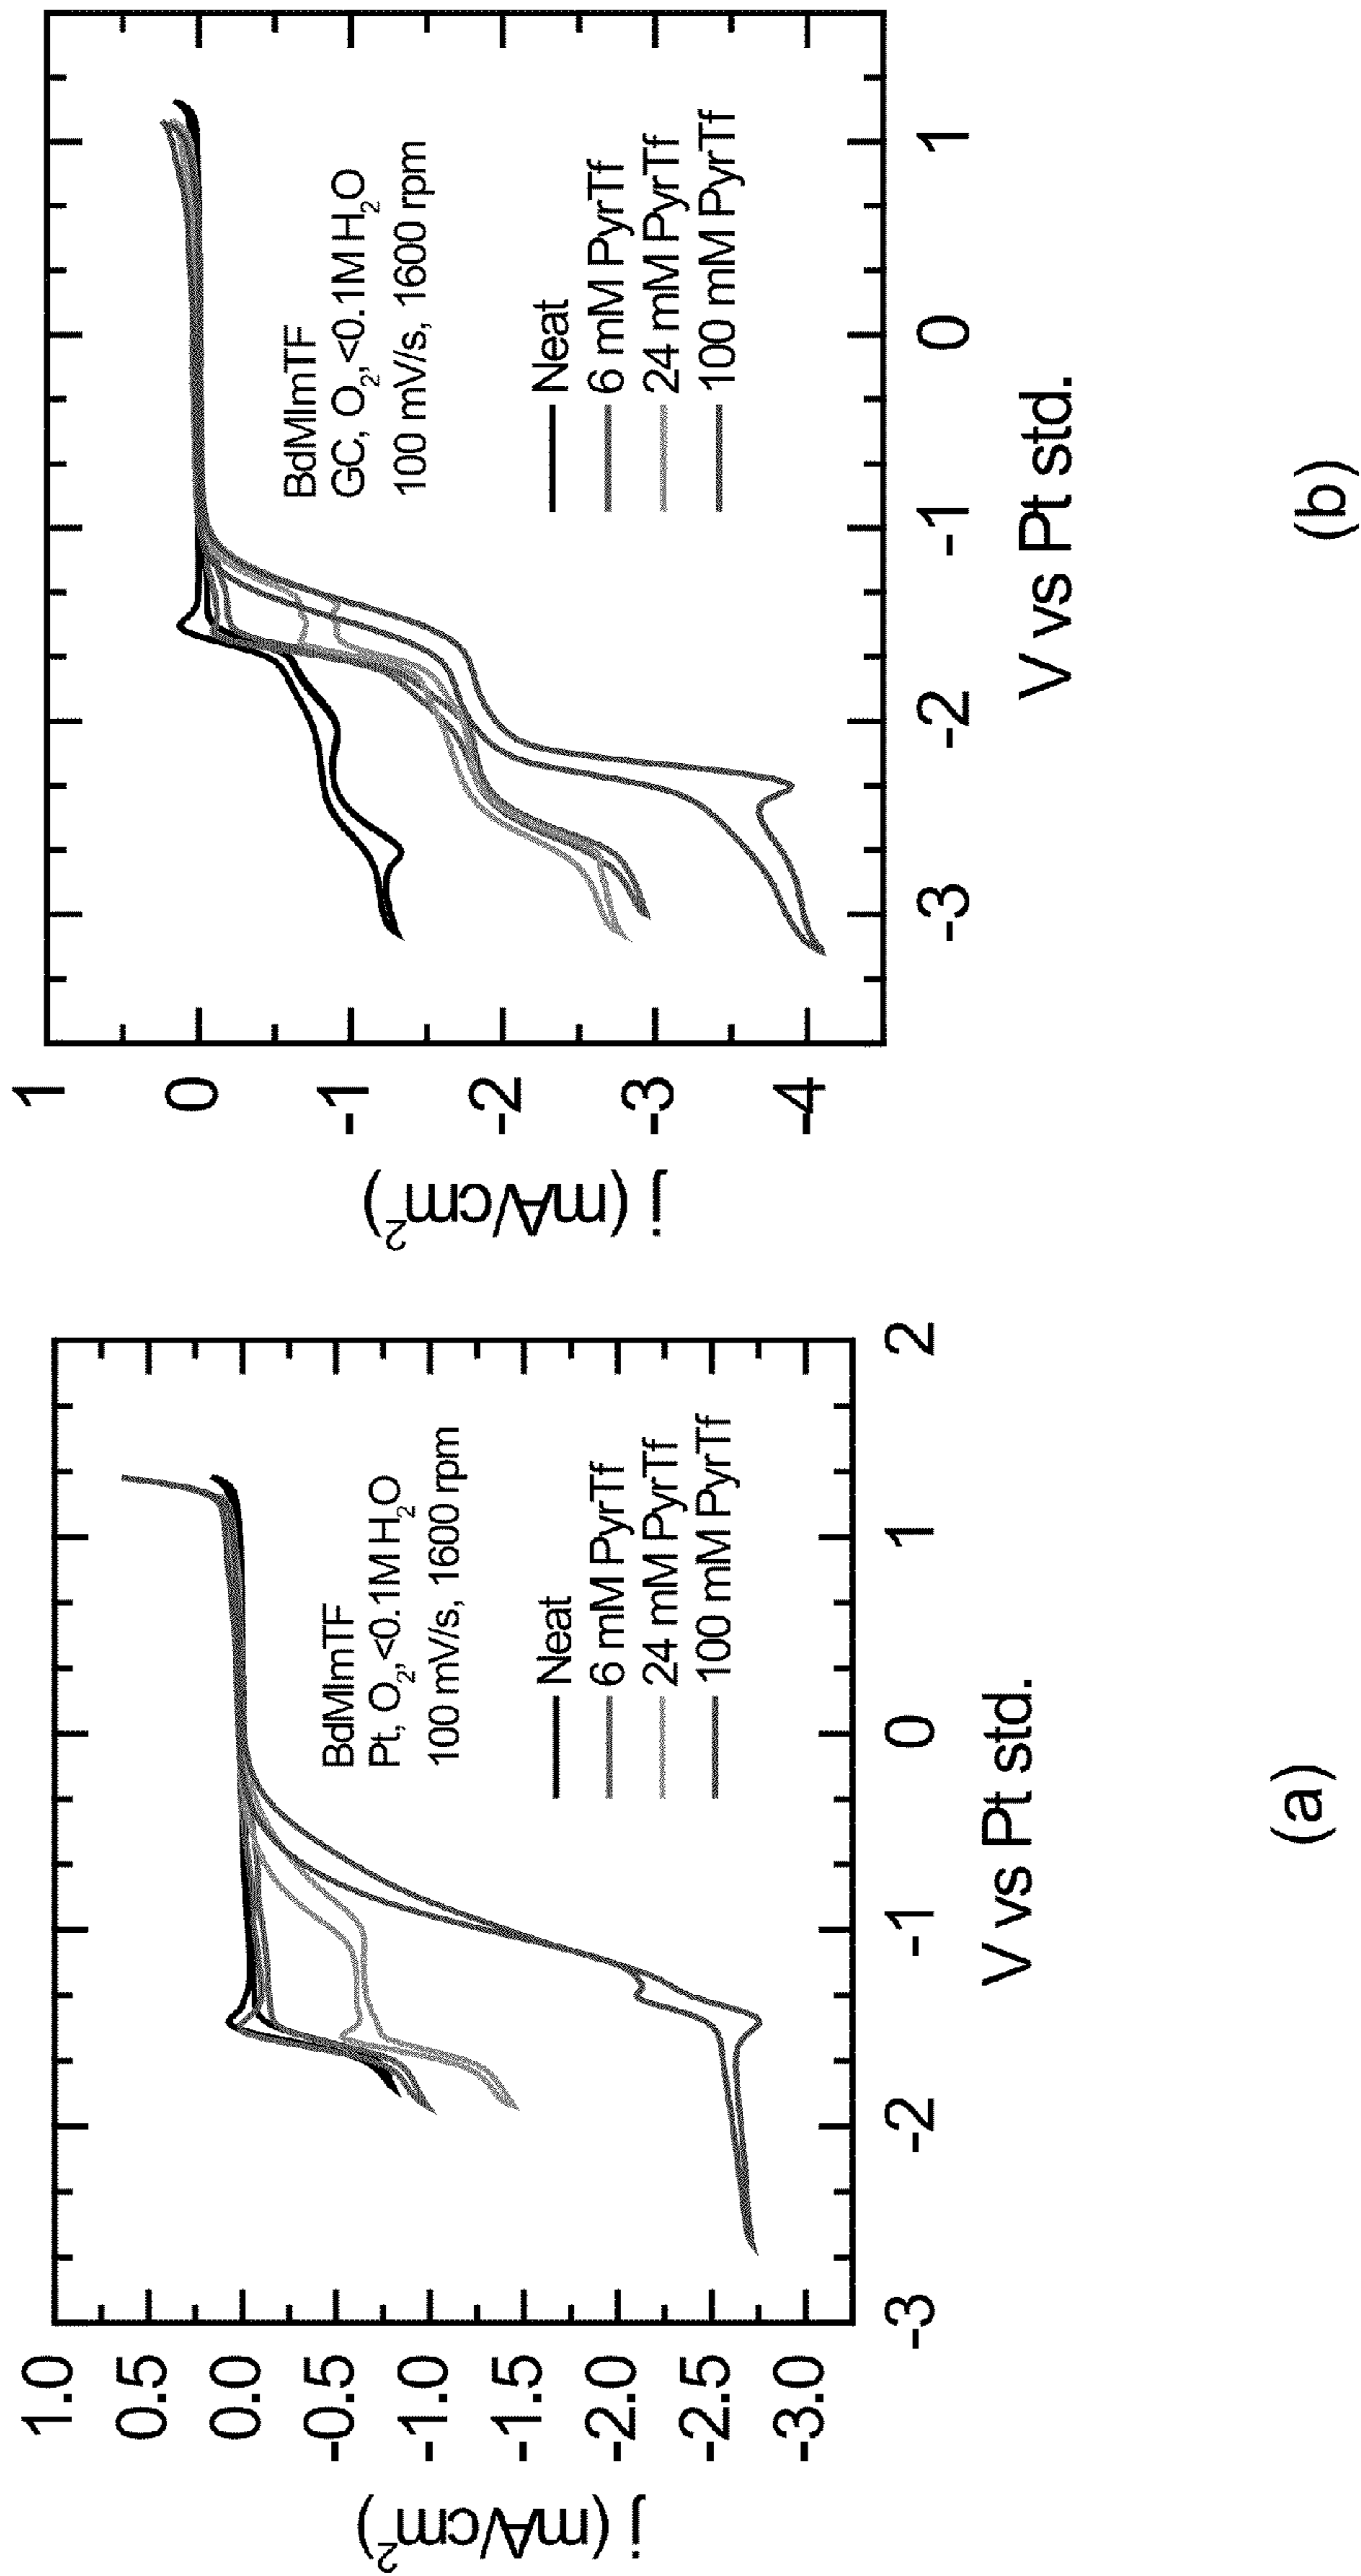 1.0
0.5
0.0
-0.5
-1.0
-1.5
-2.0
-2.5
-3.0
j (mA/cm2)
-3
-2
-1
0
1
2
V vs Pt std.
BdMImTF
Pt, O2, <0.1M H2O
100 mV/s, 1600 rpm
Neat
6 mM PyrTf
24 mM PyrTf
100 mM PyrTf
(a)
1
0
-1
-2
-3
-4
j (mA/cm2)
-3
-2
-1
0
1
V vs Pt std.
BdMImTF
GC, O2, <0.1M H2O
100 mV/s, 1600 rpm
Neat
6 mM PyrTf
24 mM PyrTf
100 mM PyrTf
(b)